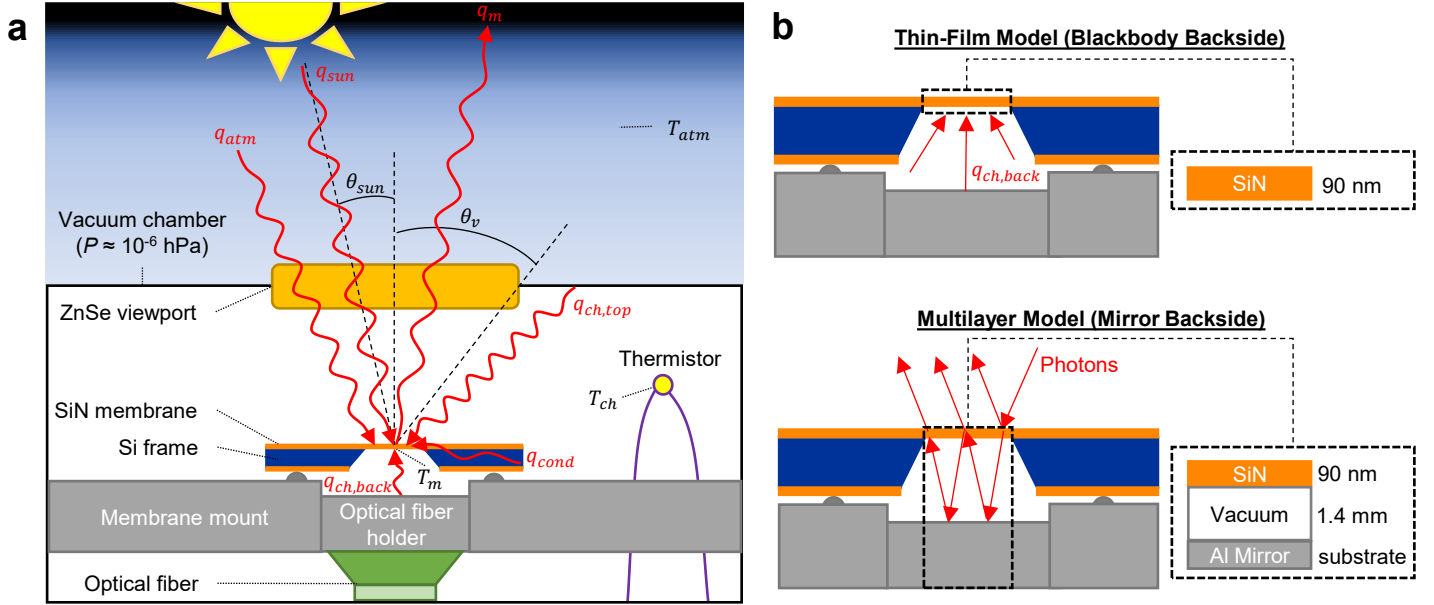 a
q_m
q_sun
q_atm
T_atm
θ_sun
θ_v
Vacuum chamber
(P ≈ 10⁻⁶ hPa)
ZnSe viewport
q_ch,top
Thermistor
T_ch
SiN membrane
Si frame
q_cond
q_ch,back
T_m
Membrane mount
Optical fiber
holder
Optical fiber
b
Thin-Film Model (Blackbody Backside)
q_ch,back
SiN
90 nm
Multilayer Model (Mirror Backside)
Photons
SiN
90 nm
Vacuum
1.4 mm
Al Mirror
substrate